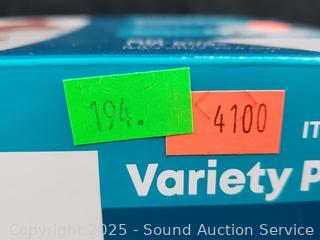 194.
4100
IT
Variety P
Copyright 2025 - Sound Auction Service